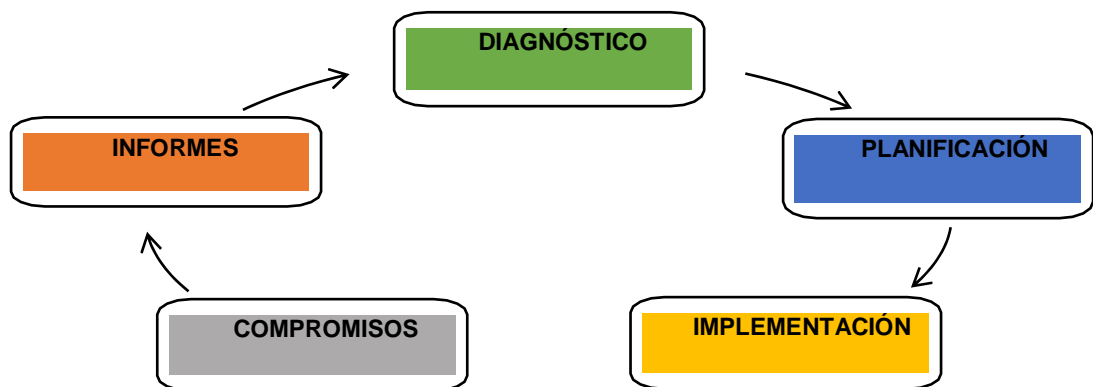 DIAGNÓSTICO
INFORMES
PLANIFICACIÓN
COMPROMISOS
IMPLEMENTACIÓN